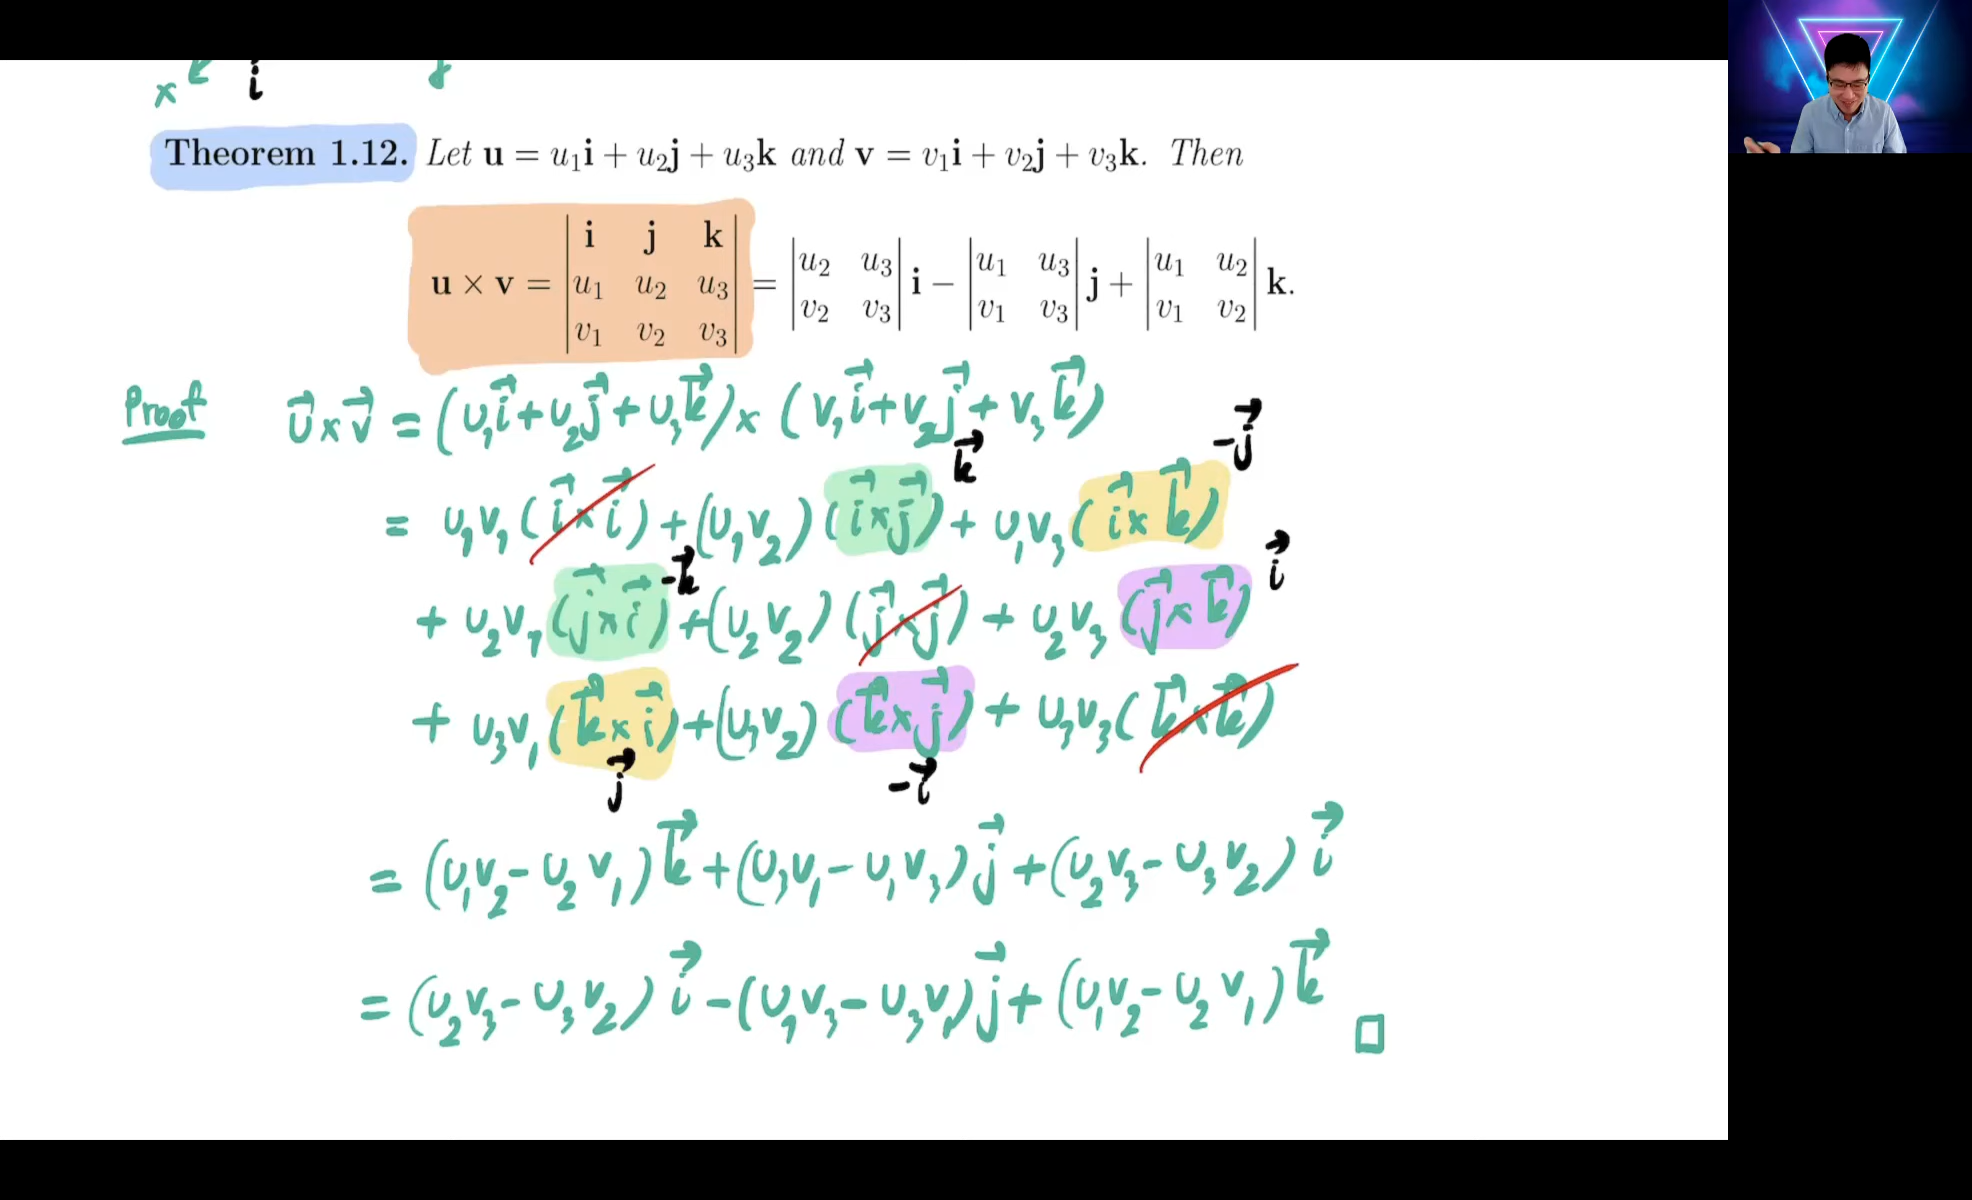 x i
Theorem 1.12. Let u = u₁i + u₂j + u₃k and v = v₁i + v₂j + v₃k. Then
u × v = | i j k ; u₁ u₂ u₃ ; v₁ v₂ v₃ | = | u₂ u₃ ; v₂ v₃ | i − | u₁ u₃ ; v₁ v₃ | j + | u₁ u₂ ; v₁ v₂ | k.
Proof u⃗ × v⃗ = (u₁i⃗ + u₂j⃗ + u₃k⃗) × (v₁i⃗ + v₂j⃗ + v₃k⃗)
k⃗ −j⃗
= u₁v₁(i⃗ × i⃗) + (u₁v₂)(i⃗ × j⃗) + u₁v₃(i⃗ × k⃗)
−k⃗ i⃗
+ u₂v₁(j⃗ × i⃗) + (u₂v₂)(j⃗ × j⃗) + u₂v₃(j⃗ × k⃗)
+ u₃v₁(k⃗ × i⃗) + (u₃v₂)(k⃗ × j⃗) + u₃v₃(k⃗ × k⃗)
j⃗ −i⃗
= (u₁v₂ − u₂v₁)k⃗ + (u₃v₁ − u₁v₃)j⃗ + (u₂v₃ − u₃v₂)i⃗
= (u₂v₃ − u₃v₂)i⃗ − (u₁v₃ − u₃v₁)j⃗ + (u₁v₂ − u₂v₁)k⃗ □